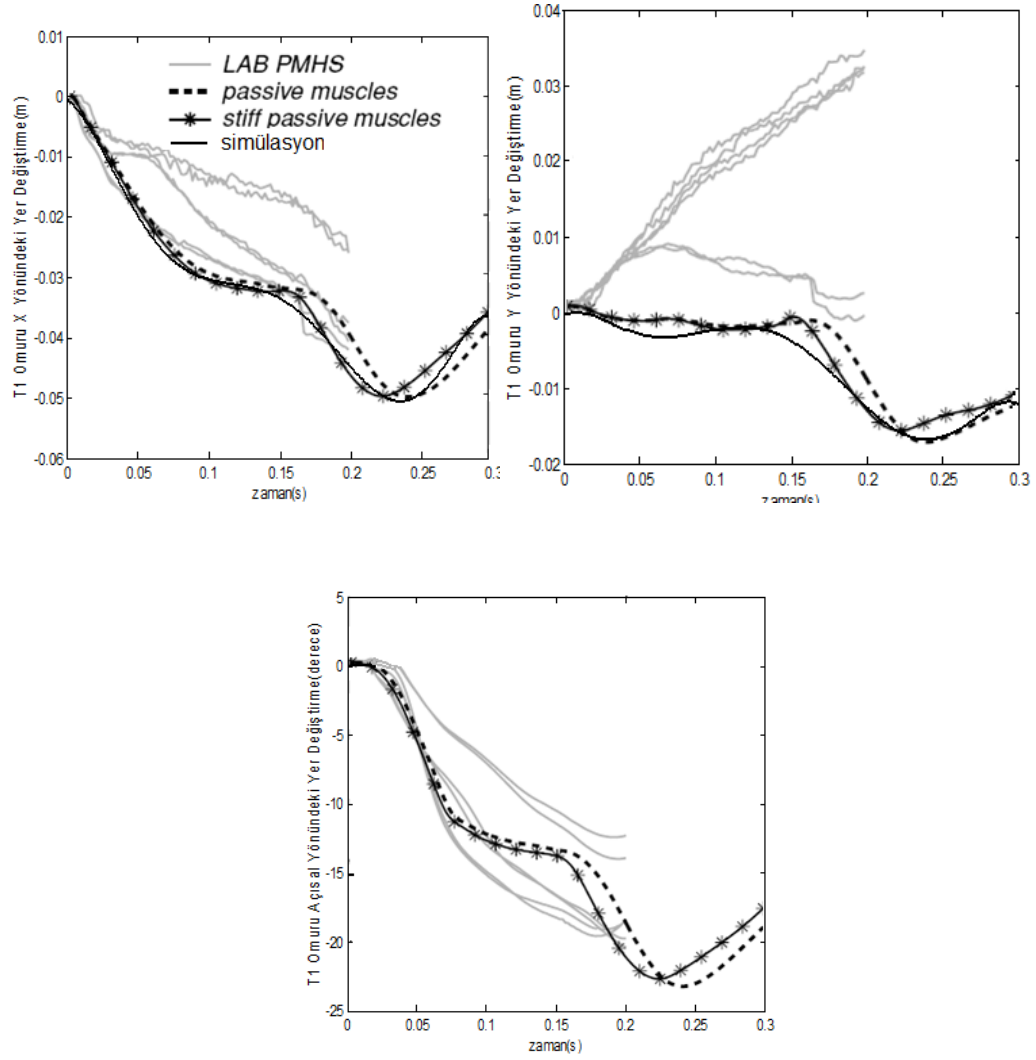 0.01
0
-0.01
-0.02
-0.03
-0.04
-0.05
-0.06
T1 Omuru X Yönündeki Yer Değiştirme(m)
LAB PMHS
passive muscles
stiff passive muscles
simülasyon
0 0.05 0.1 0.15 0.2 0.25 0.3
zaman(s)
0.04
0.03
0.02
0.01
0
-0.01
-0.02
T1 Omuru Y Yönündeki Yer Değiştirme(m)
0 0.05 0.1 0.15 0.2 0.25 0.3
zaman(s)
5
0
-5
-10
-15
-20
-25
T1 Omuru Açısal Yönündeki Yer Değiştirme(derece)
0 0.05 0.1 0.15 0.2 0.25 0.3
zaman(s)